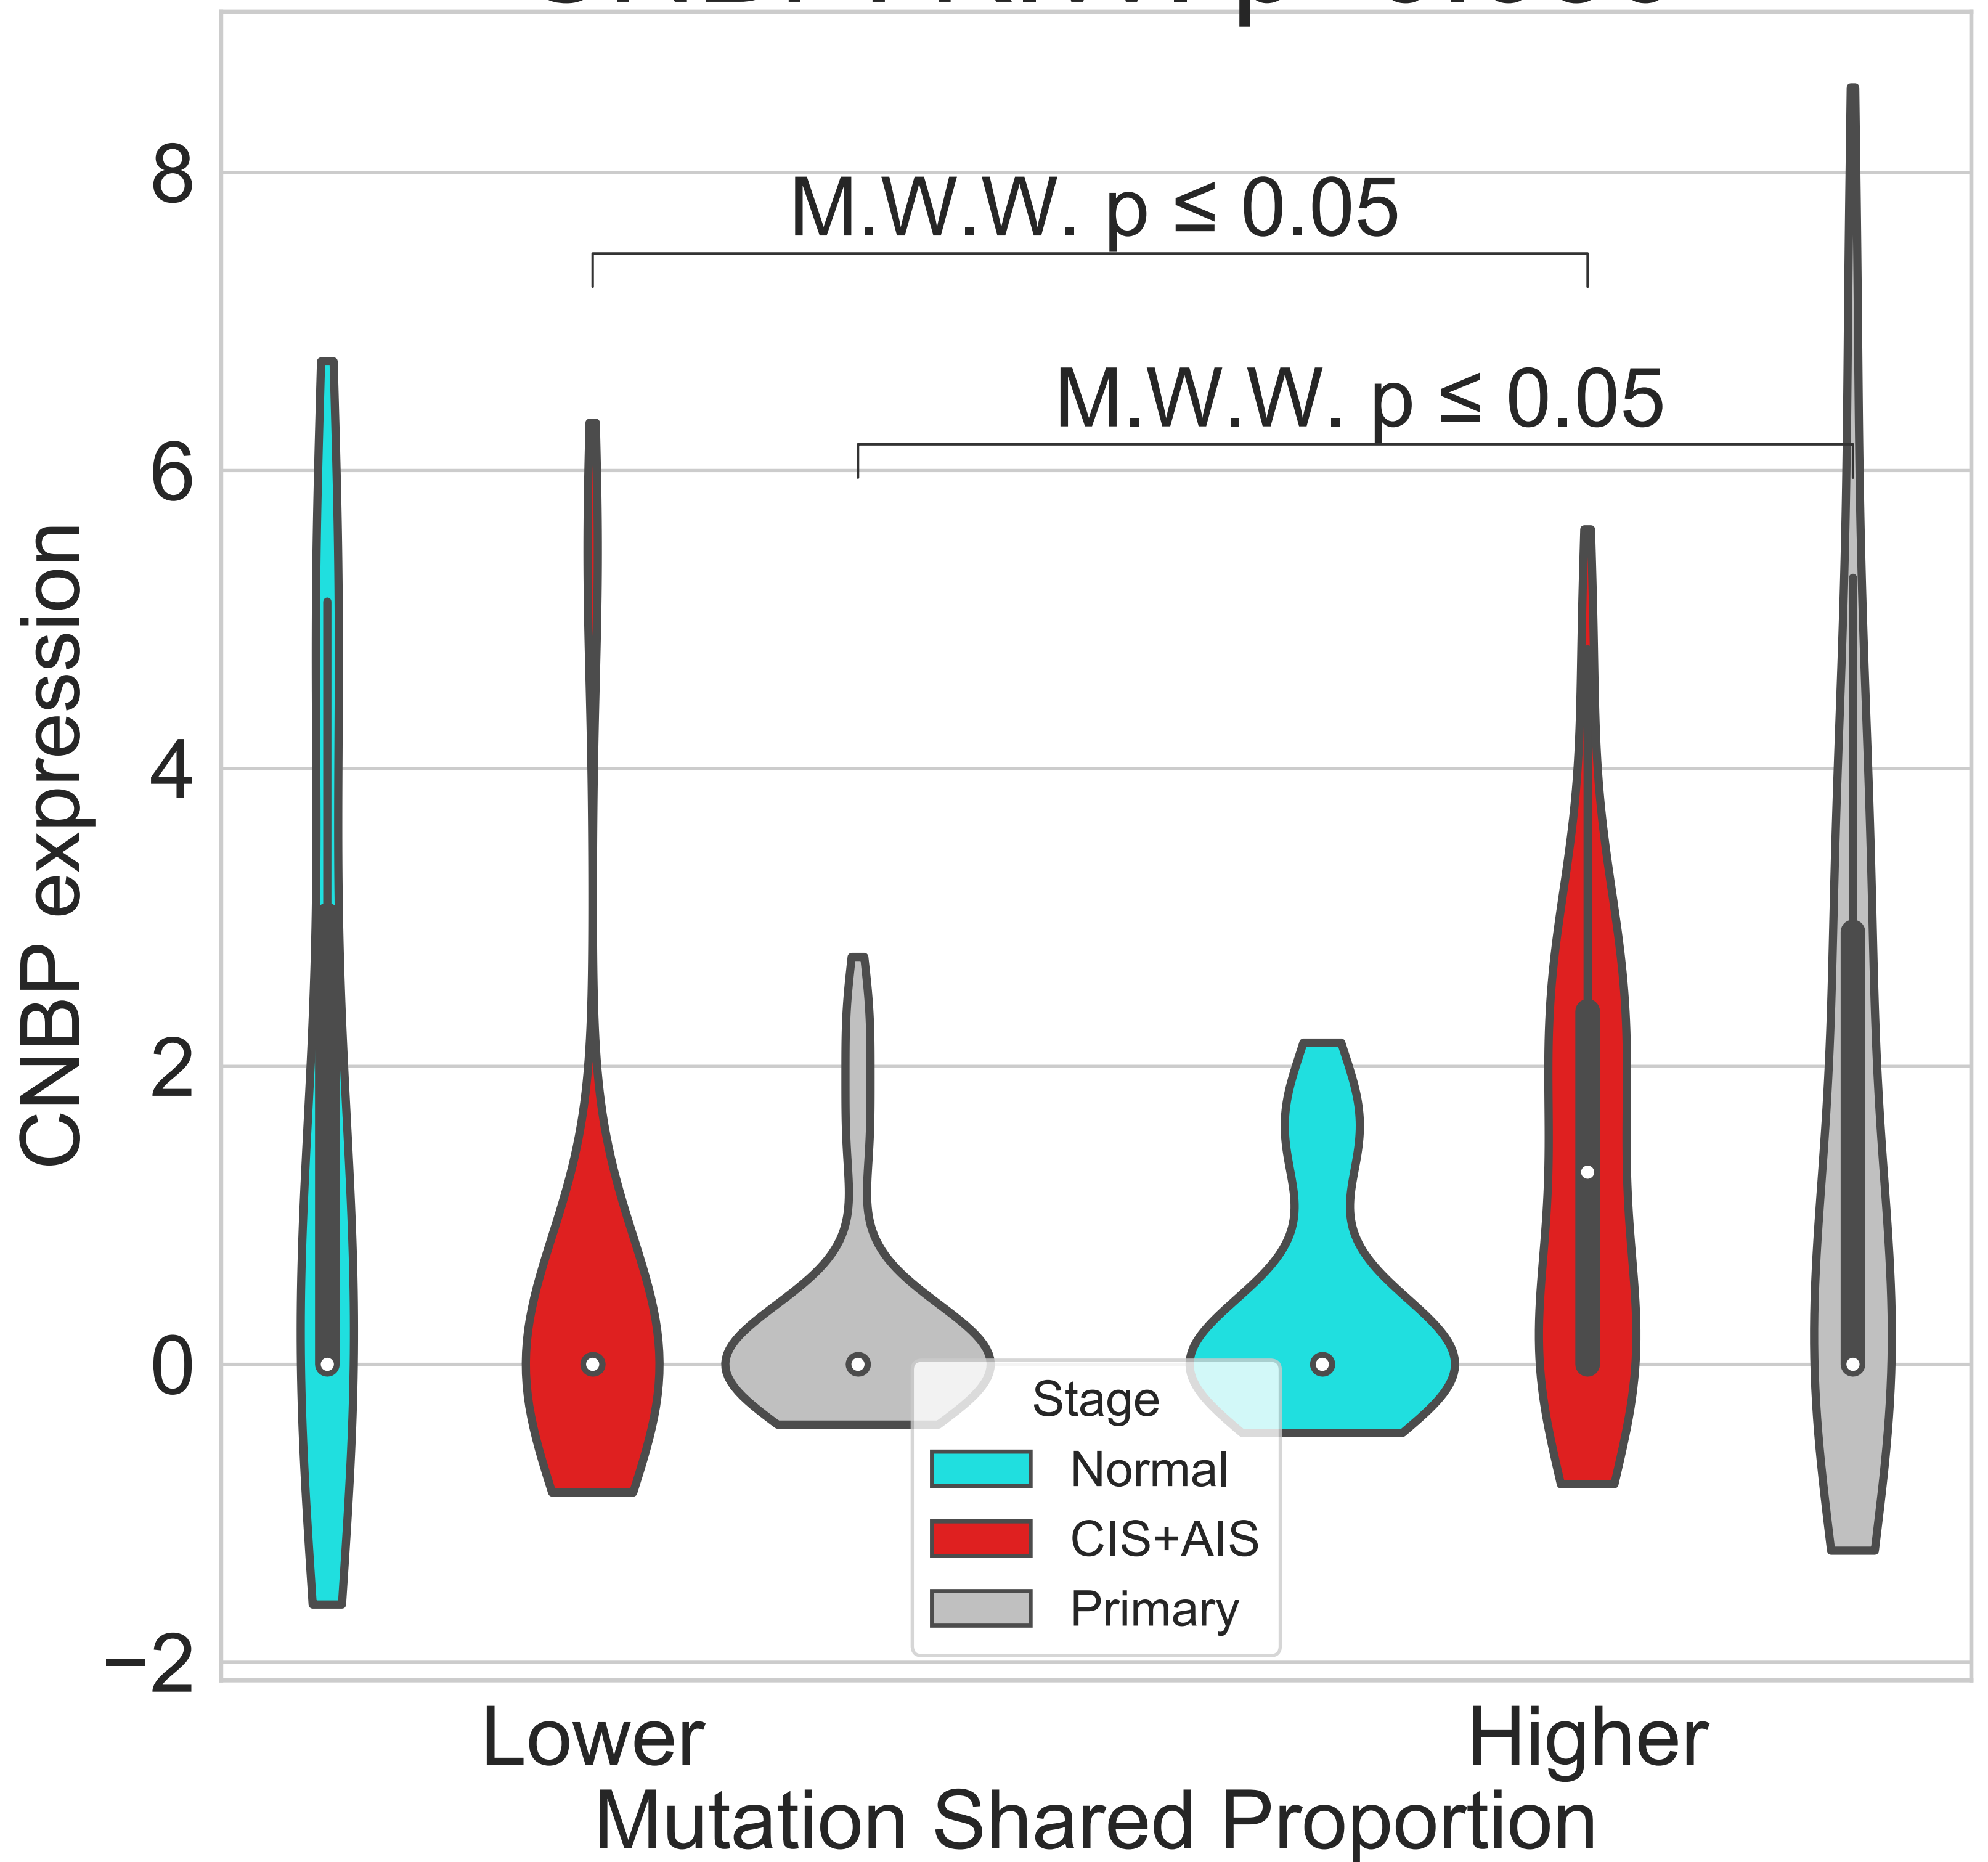 8
M.W.W. p ≤ 0.05
M.W.W. p ≤ 0.05
6
4
2
0
−2
CNBP expression
Stage
Normal
CIS+AIS
Primary
Lower
Higher
Mutation Shared Proportion